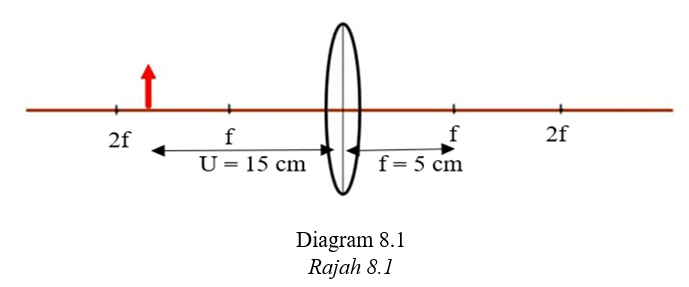 2f f f 2f
U = 15 cm f = 5 cm
Diagram 8.1
Rajah 8.1